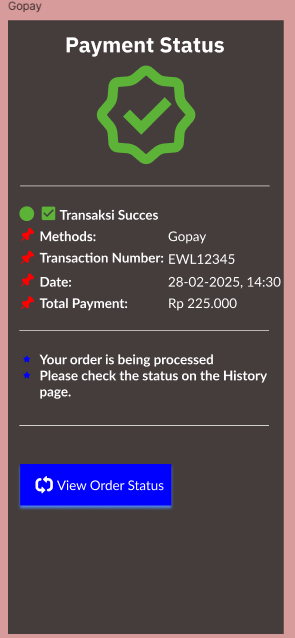 Gopay
Payment Status
Transaksi Succes
Methods: Gopay
Transaction Number: EWL12345
Date: 28-02-2025, 14:30
Total Payment: Rp 225.000
Your order is being processed
Please check the status on the History
page.
View Order Status